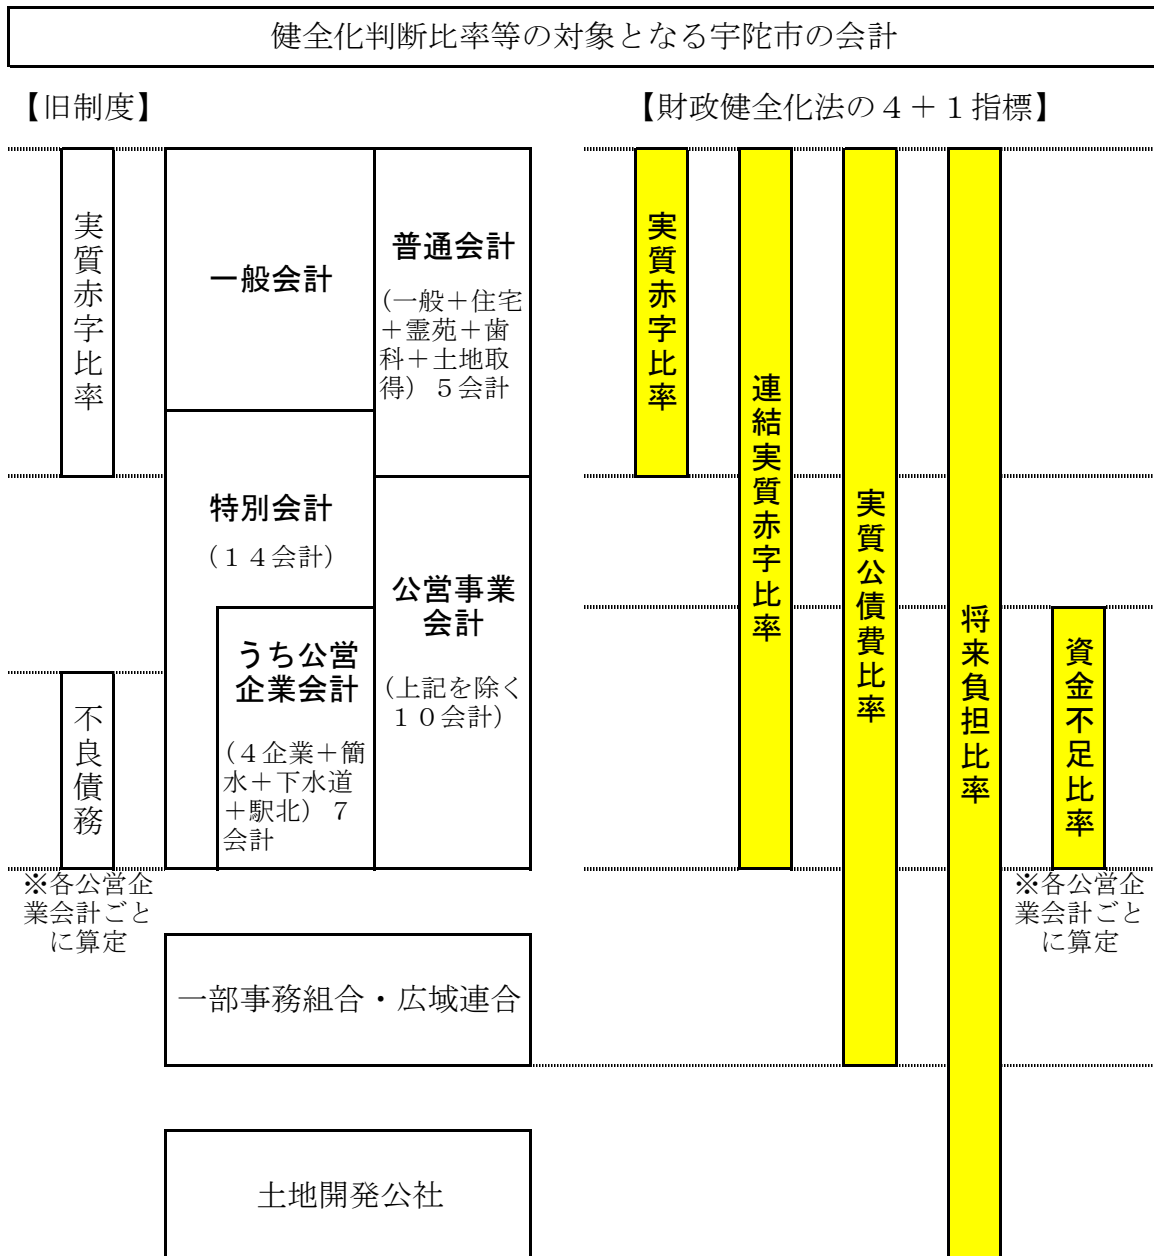 健全化判断比率等の対象となる宇陀市の会計
【旧制度】
【財政健全化法の４＋１指標】
実質赤字比率
一般会計
普通会計
（一般＋住宅
＋霊苑＋歯
科＋土地取
得）５会計
特別会計
（１４会計）
公営事業
会計
（上記を除く
１０会計）
うち公営
企業会計
（４企業＋簡
水＋下水道
＋駅北）７
会計
不良債務
※各公営企
業会計ごと
に算定
一部事務組合・広域連合
土地開発公社
実質赤字比率
連結実質赤字比率
実質公債費比率
将来負担比率
資金不足比率
※各公営企
業会計ごと
に算定